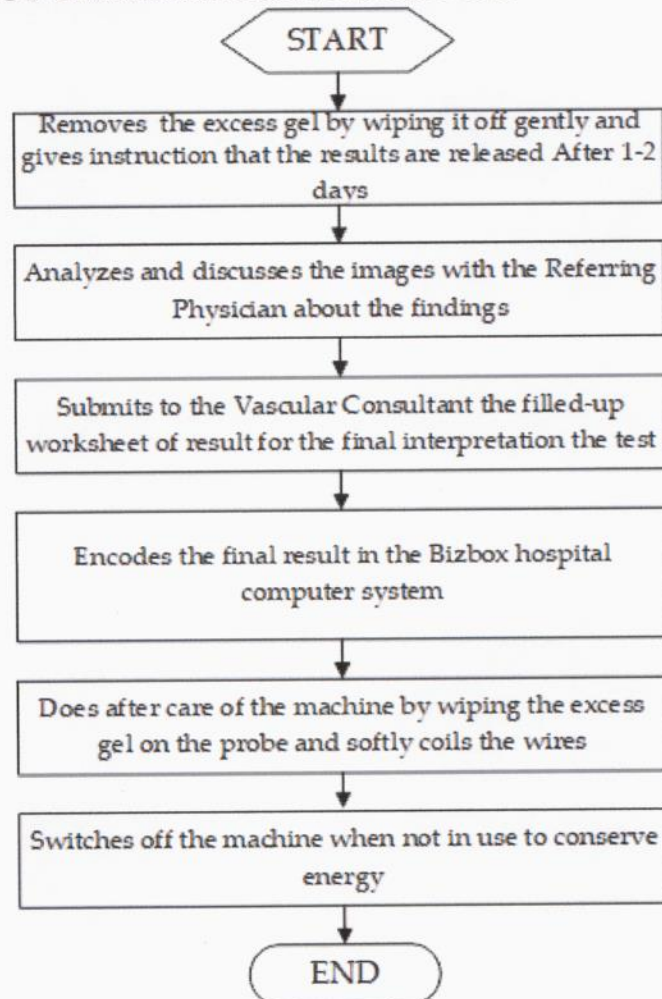 START
Removes the excess gel by wiping it off gently and
gives instruction that the results are released After 1-2
days
Analyzes and discusses the images with the Referring
Physician about the findings
Submits to the Vascular Consultant the filled-up
worksheet of result for the final interpretation the test
Encodes the final result in the Bizbox hospital
computer system
Does after care of the machine by wiping the excess
gel on the probe and softly coils the wires
Switches off the machine when not in use to conserve
energy
END